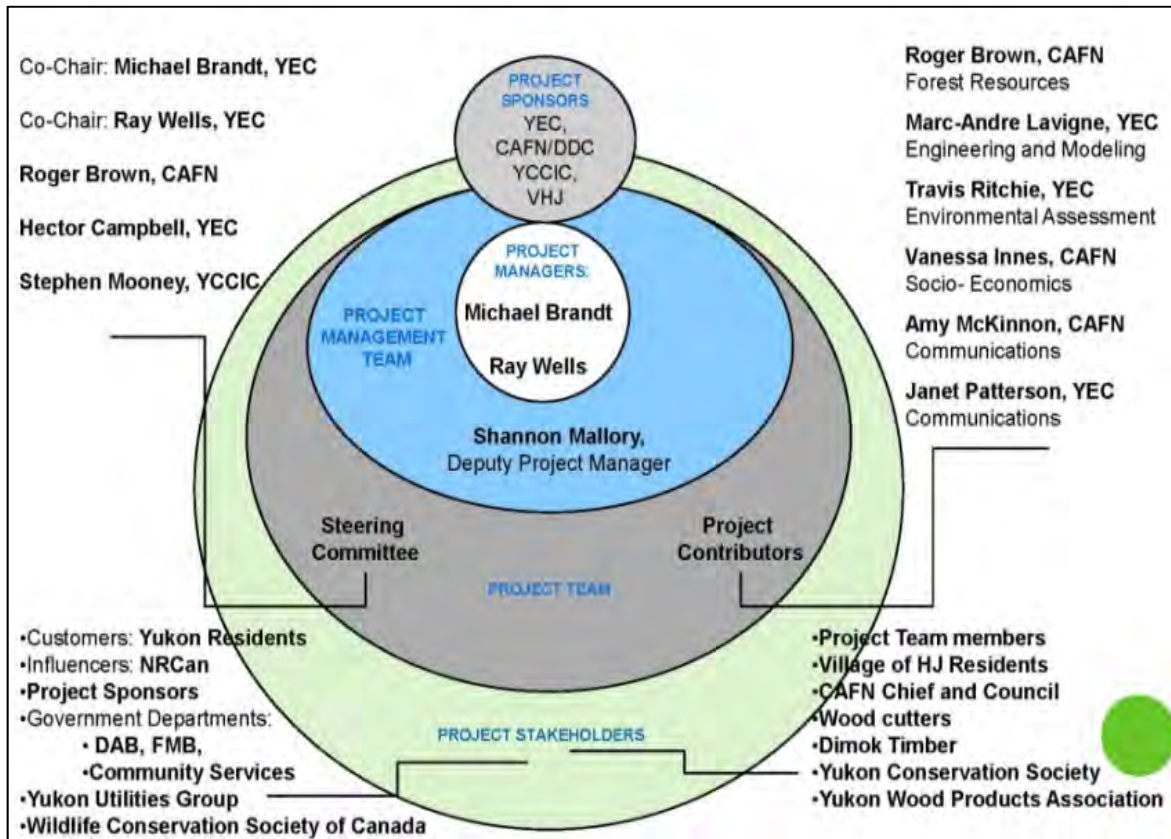 Co-Chair: Michael Brandt, YEC
Co-Chair: Ray Wells, YEC
Roger Brown, CAFN
Hector Campbell, YEC
Stephen Mooney, YCCIC
PROJECT
SPONSORS
YEC,
CAFN/DDC
YCCIC,
VHJ
PROJECT
MANAGERS:
Michael Brandt
Ray Wells
PROJECT
MANAGEMENT
TEAM
Shannon Mallory,
Deputy Project Manager
Roger Brown, CAFN
Forest Resources
Marc-Andre Lavigne, YEC
Engineering and Modeling
Travis Ritchie, YEC
Environmental Assessment
Vanessa Innes, CAFN
Socio- Economics
Amy McKinnon, CAFN
Communications
Janet Patterson, YEC
Communications
Steering
Committee
Project
Contributors
PROJECT TEAM
•Customers: Yukon Residents
•Influencers: NRCan
•Project Sponsors
•Government Departments:
• DAB, FMB,
•Community Services
•Yukon Utilities Group
•Wildlife Conservation Society of Canada
PROJECT STAKEHOLDERS
•Project Team members
•Village of HJ Residents
•CAFN Chief and Council
•Wood cutters
•Dimok Timber
•Yukon Conservation Society
•Yukon Wood Products Association